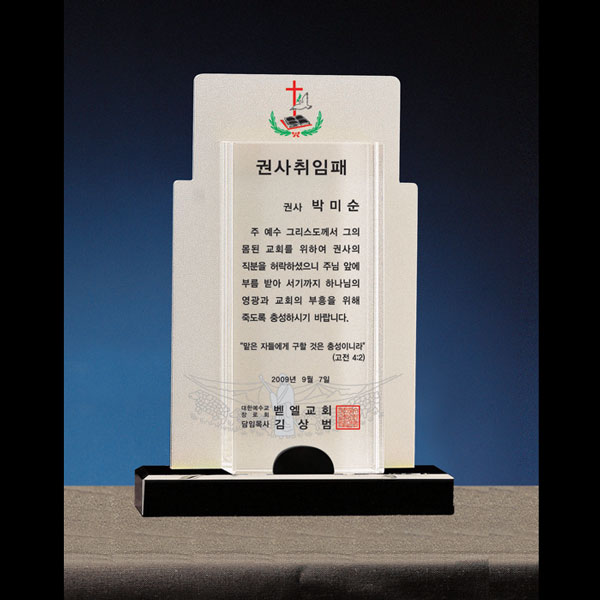 권사취임패
권사 박미순
주 예수 그리스도께서 그의
몸된 교회를 위하여 권사의
직분을 허락하셨으니 주님 앞에
부름 받아 서기까지 하나님의
영광과 교회의 부흥을 위해
죽도록 충성하시기 바랍니다.
"맡은 자들에게 구할 것은 충성이니라"
(고전 4:2)
2009년 9월 7일
대한예수교
장로회 벧엘교회
담임목사 김상범